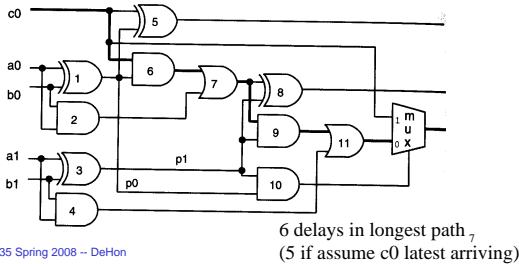 c0
5
a0
1
6
7
b0
8
2
1 m
u
0 x
9
11
a1
3
p1
b1
p0
10
4
6 delays in longest path 7
35 Spring 2008 -- DeHon
(5 if assume c0 latest arriving)